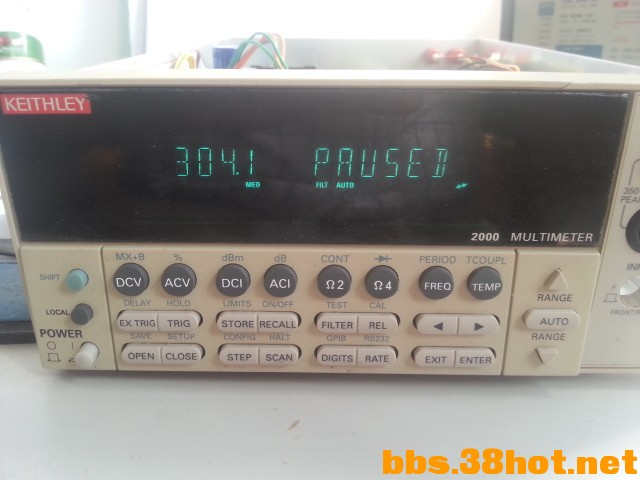 KEITHLEY
304.1 PAUSED
MED FILT AUTO
2000 MULTIMETER
350
PEAK
MX+B % dBm dB CONT PERIOD TCOUPL
SHIFT DCV ACV DCI ACI Ω2 Ω4 FREQ TEMP
RANGE
DELAY HOLD LIMITS ON/OFF TEST CAL
LOCAL EX TRIG TRIG STORE RECALL FILTER REL AUTO
POWER
RANGE
SAVE SETUP CONFIG HALT GPIB RS232
OPEN CLOSE STEP SCAN DIGITS RATE EXIT ENTER
bbs.38hot.net